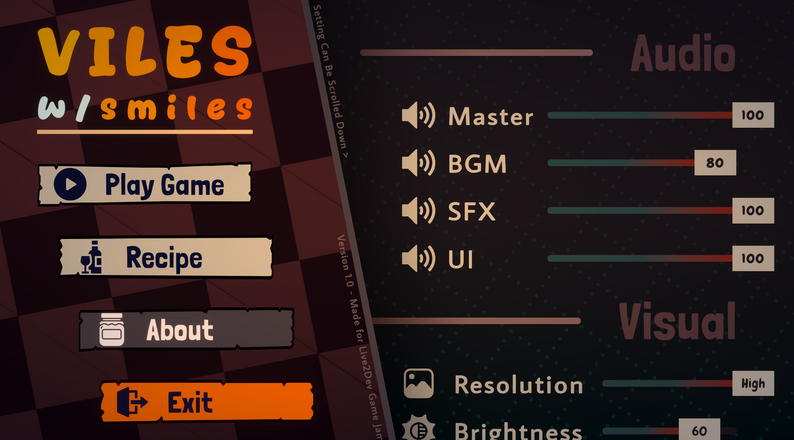 VILES
w/smiles
Play Game
Recipe
About
Exit
Setting Can Be Scrolled Down >
Version 1.0 - Made for Live2Dev Game Jam
Audio
Master 100
BGM 80
SFX 100
UI 100
Visual
Resolution High
Brightness 60